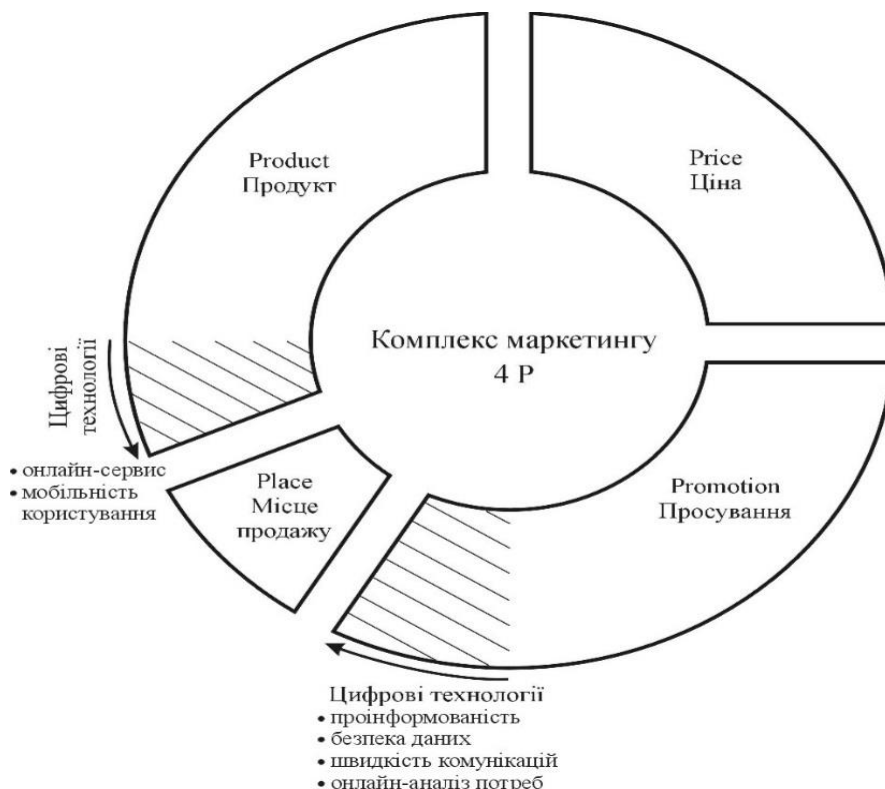 Product
Продукт
Price
Ціна
Комплекс маркетингу
4 P
Цифрові
технології
• онлайн-сервис
• мобільність
користування
Place
Місце
продажу
Promotion
Просування
Цифрові технології
• проінформованість
• безпека даних
• швидкість комунікацій
• онлайн-аналіз потреб